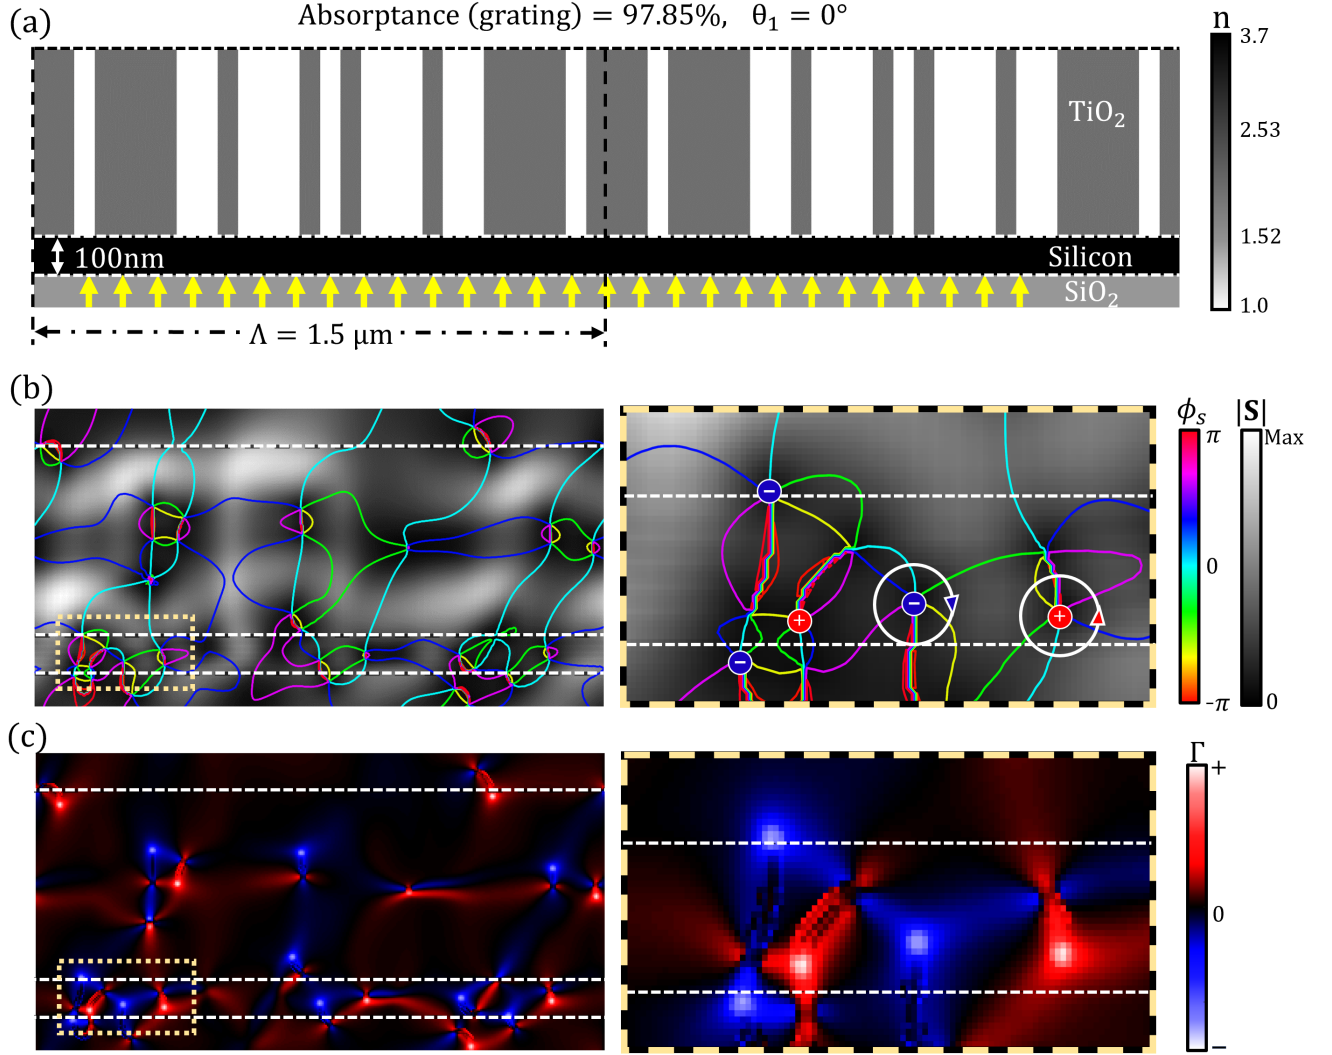 (a)
Absorptance (grating) = 97.85%, θ₁ = 0°
n
3.7
2.53
1.52
1.0
TiO₂
100nm
Silicon
SiO₂
Λ = 1.5 μm
(b)
ϕₛ
π
0
-π
|S|
Max
0
−
+
−
+
−
(c)
Γ
+
0
−